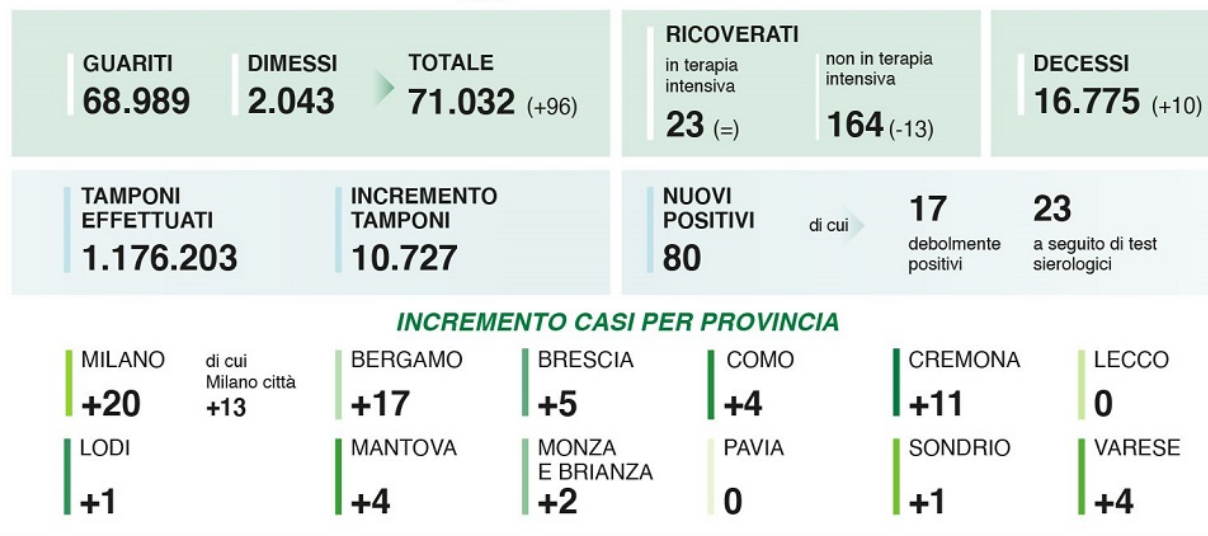 GUARITI
68.989
DIMESSI
2.043
TOTALE
71.032 (+96)
RICOVERATI
in terapia
intensiva
23 (=)
non in terapia
intensiva
164 (-13)
DECESSI
16.775 (+10)
TAMPONI
EFFETTUATI
1.176.203
INCREMENTO
TAMPONI
10.727
NUOVI
POSITIVI
80
di cui
17
debolmente
positivi
23
a seguito di test
sierologici
INCREMENTO CASI PER PROVINCIA
MILANO
+20
di cui
Milano città
+13
BERGAMO
+17
BRESCIA
+5
COMO
+4
CREMONA
+11
LECCO
0
LODI
+1
MANTOVA
+4
MONZA
E BRIANZA
+2
PAVIA
0
SONDRIO
+1
VARESE
+4